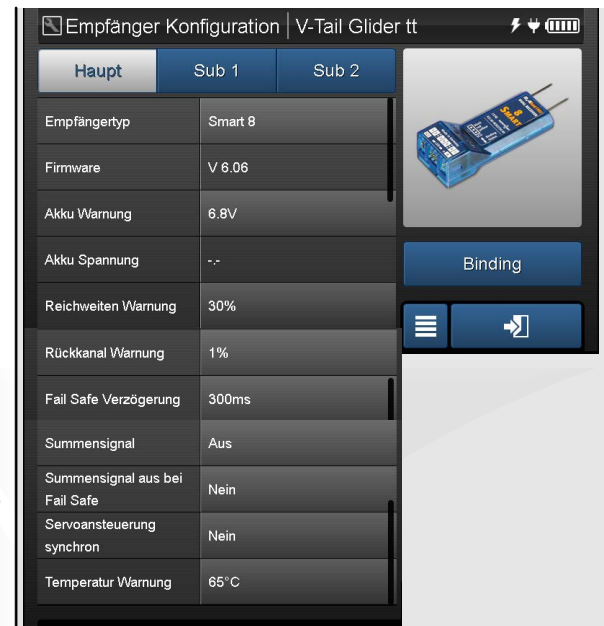 Empfänger Konfiguration | V-Tail Glider tt
Haupt Sub 1 Sub 2
Empfängertyp Smart 8
Firmware V 6.06
Akku Warnung 6.8V
Akku Spannung -.-
Binding
Reichweiten Warnung 30%
Rückkanal Warnung 1%
Fail Safe Verzögerung 300ms
Summensignal Aus
Summensignal aus bei
Fail Safe Nein
Servoansteuerung
synchron Nein
Temperatur Warnung 65°C
8
SMART